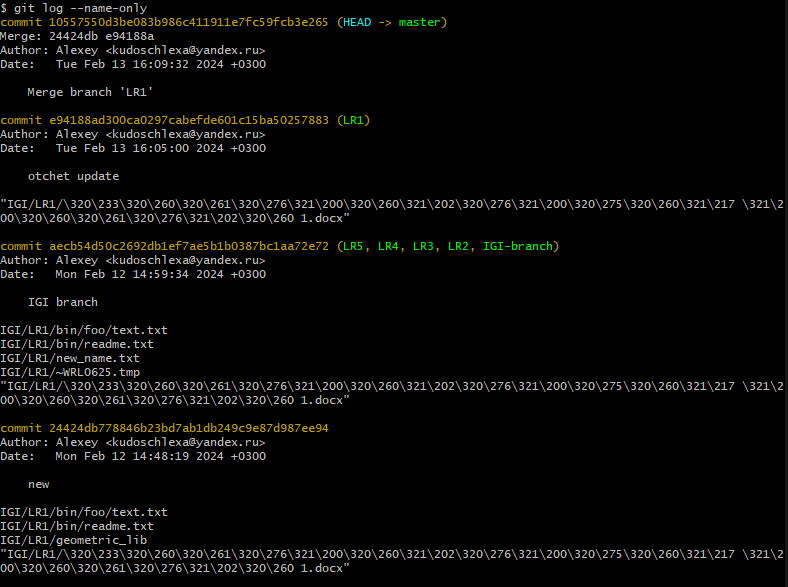 $ git log --name-only
commit 10557550d3be083b986c411911e7fc59fcb3e265 (HEAD -> master)
Merge: 24424db e94188a
Author: Alexey <kudoschlexa@yandex.ru>
Date:   Tue Feb 13 16:09:32 2024 +0300
    Merge branch 'LR1'
commit e94188ad300ca0297cabefde601c15ba50257883 (LR1)
Author: Alexey <kudoschlexa@yandex.ru>
Date:   Tue Feb 13 16:05:00 2024 +0300
    otchet update
"IGI/LR1/\320\233\320\260\320\261\320\276\321\200\320\260\321\202\320\276\321\200\320\275\320\260\321\217 \321\2
00\320\260\320\261\320\276\321\202\320\260 1.docx"
commit aecb54d50c2692db1ef7ae5b1b0387bc1aa72e72 (LR5, LR4, LR3, LR2, IGI-branch)
Author: Alexey <kudoschlexa@yandex.ru>
Date:   Mon Feb 12 14:59:34 2024 +0300
    IGI branch
IGI/LR1/bin/foo/text.txt
IGI/LR1/bin/readme.txt
IGI/LR1/new_name.txt
IGI/LR1/~WRL0625.tmp
"IGI/LR1/\320\233\320\260\320\261\320\276\321\200\320\260\321\202\320\276\321\200\320\275\320\260\321\217 \321\2
00\320\260\320\261\320\276\321\202\320\260 1.docx"
commit 24424db778846b23bd7ab1db249c9e87d987ee94
Author: Alexey <kudoschlexa@yandex.ru>
Date:   Mon Feb 12 14:48:19 2024 +0300
    new
IGI/LR1/bin/foo/text.txt
IGI/LR1/bin/readme.txt
IGI/LR1/geometric_lib
"IGI/LR1/\320\233\320\260\320\261\320\276\321\200\320\260\321\202\320\276\321\200\320\275\320\260\321\217 \321\2
00\320\260\320\261\320\276\321\202\320\260 1.docx"